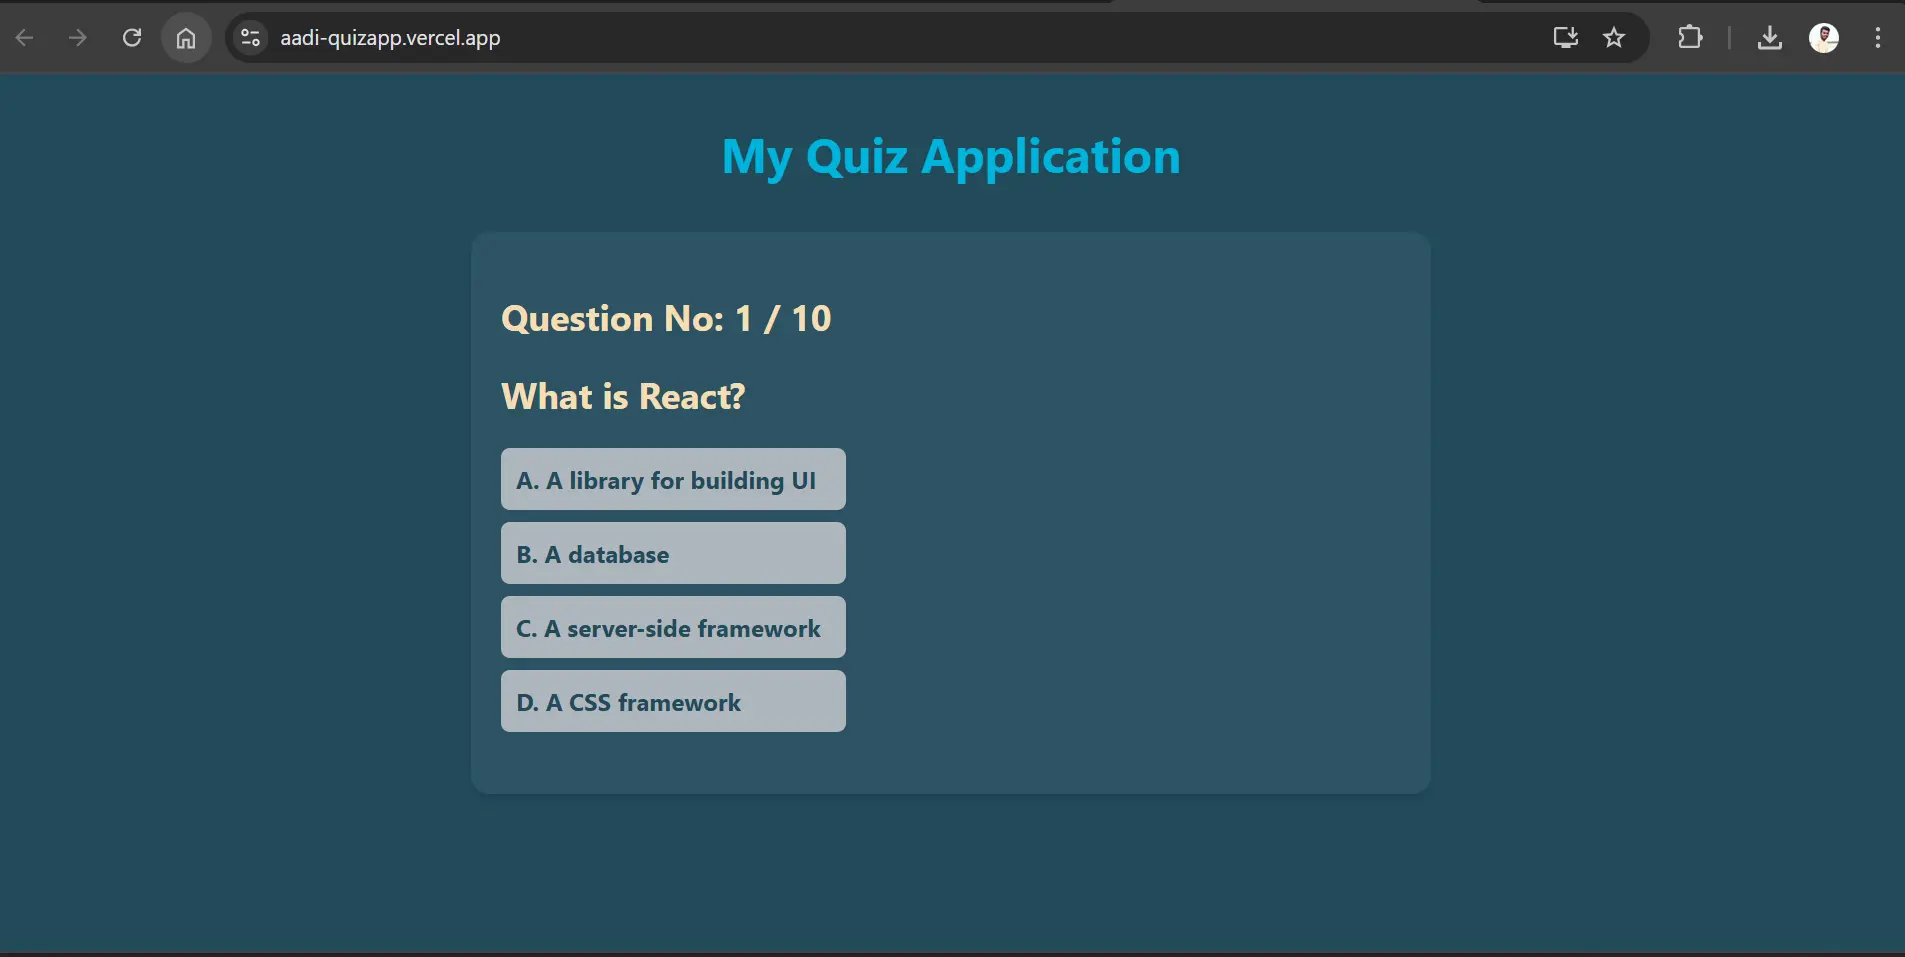 aadi-quizapp.vercel.app
My Quiz Application
Question No: 1 / 10
What is React?
A. A library for building UI
B. A database
C. A server-side framework
D. A CSS framework